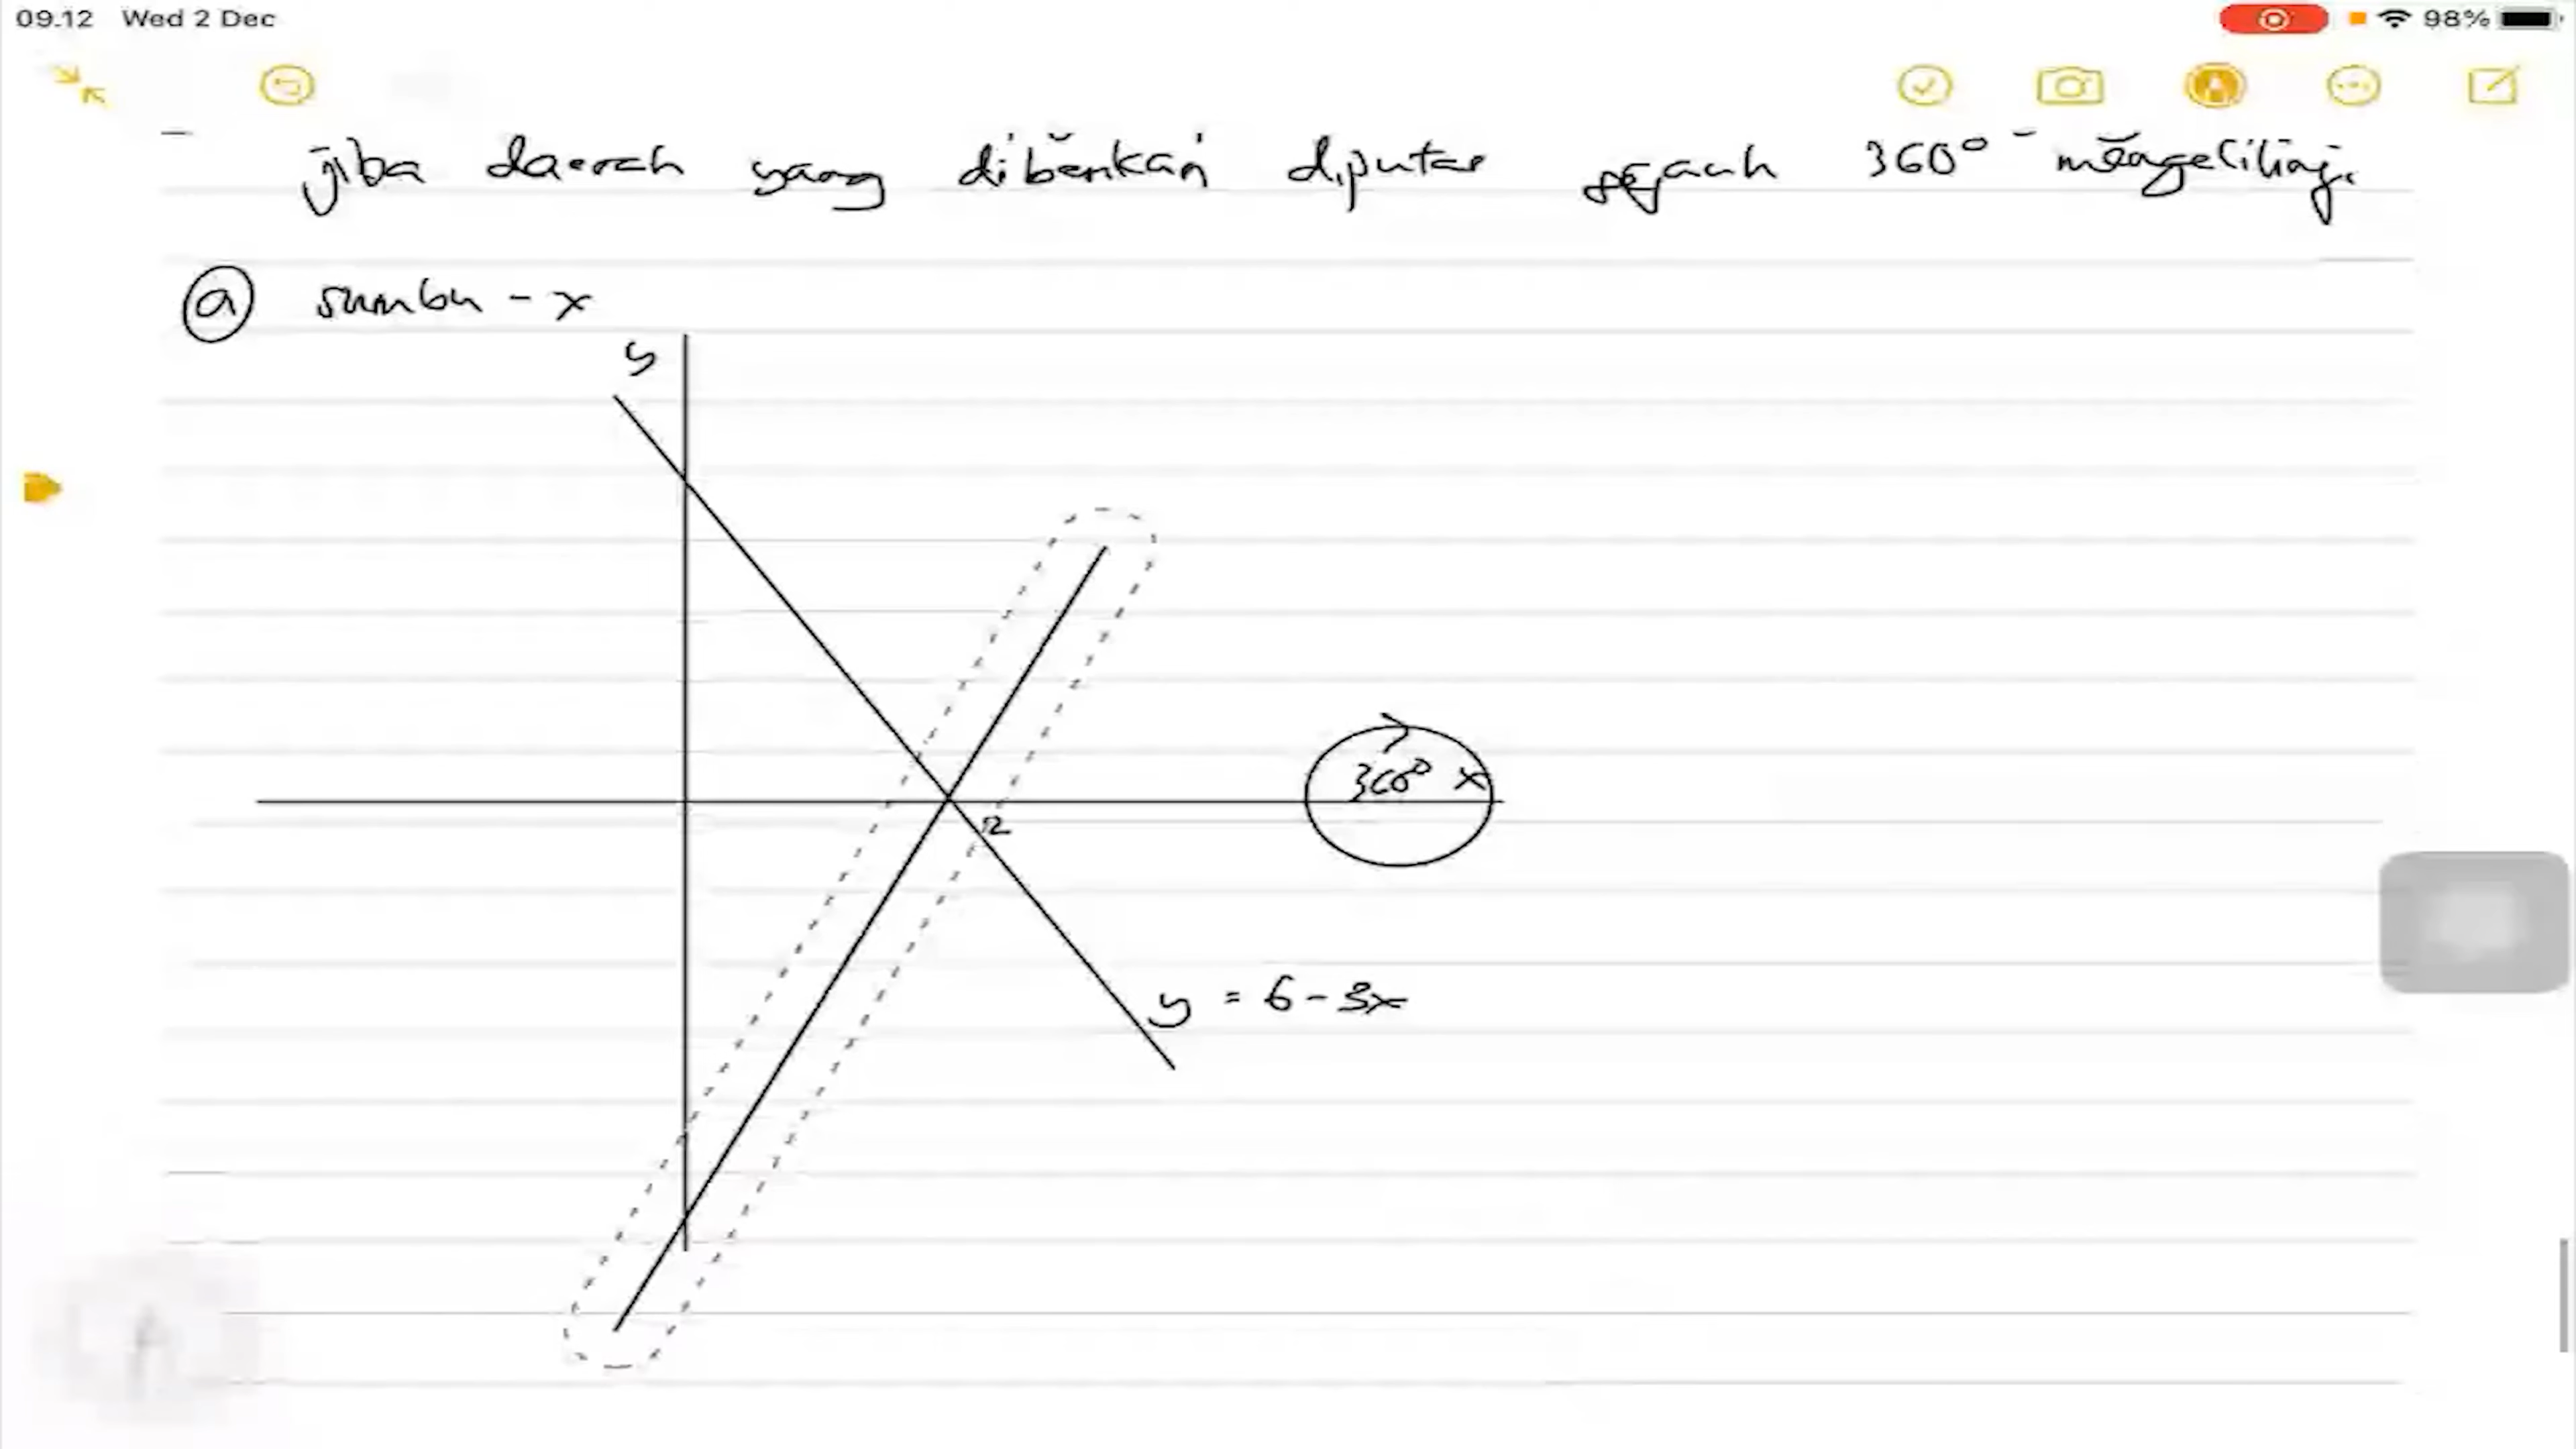 09.12 Wed 2 Dec 98%
jika daerah yang diberikan diputar sejauh 360° mengelilingi
ⓐ sumbu - x
y
360° x
2
y = 6 - 3x